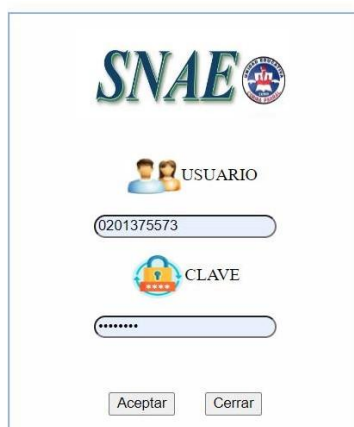 SNAE
USUARIO
0201375573
CLAVE
••••••••
Aceptar
Cerrar